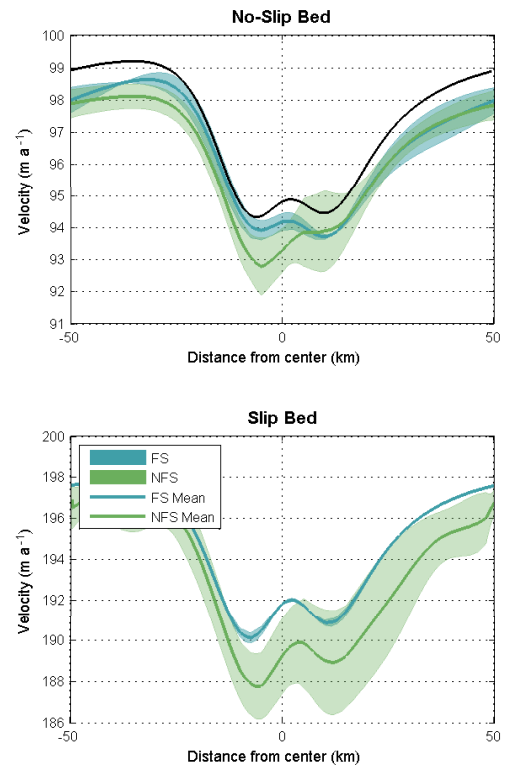 No-Slip Bed
100
99
98
97
96
95
94
93
92
91
Velocity (m a⁻¹)
-50
0
50
Distance from center (km)
Slip Bed
200
198
196
194
192
190
188
186
Velocity (m a⁻¹)
FS
NFS
FS Mean
NFS Mean
-50
0
50
Distance from center (km)